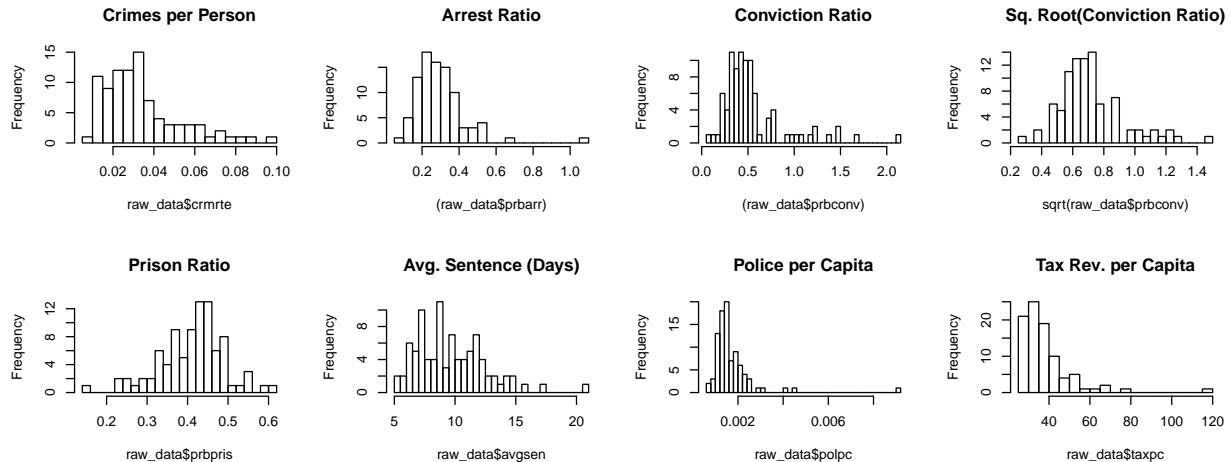 Crimes per Person
Frequency
0 5 10 15
0.02 0.04 0.06 0.08 0.10
raw_data$crmrte
Arrest Ratio
Frequency
0 5 10 15
0.2 0.4 0.6 0.8 1.0
(raw_data$prbarr)
Conviction Ratio
Frequency
0 4 8
0.0 0.5 1.0 1.5 2.0
(raw_data$prbconv)
Sq. Root(Conviction Ratio)
Frequency
0 4 8 12
0.2 0.4 0.6 0.8 1.0 1.2 1.4
sqrt(raw_data$prbconv)
Prison Ratio
Frequency
0 4 8 12
0.2 0.3 0.4 0.5 0.6
raw_data$prbpris
Avg. Sentence (Days)
Frequency
0 4 8
5 10 15 20
raw_data$avgsen
Police per Capita
Frequency
0 5 15
0.002 0.006
raw_data$polpc
Tax Rev. per Capita
Frequency
0 10 20
40 60 80 100 120
raw_data$taxpc